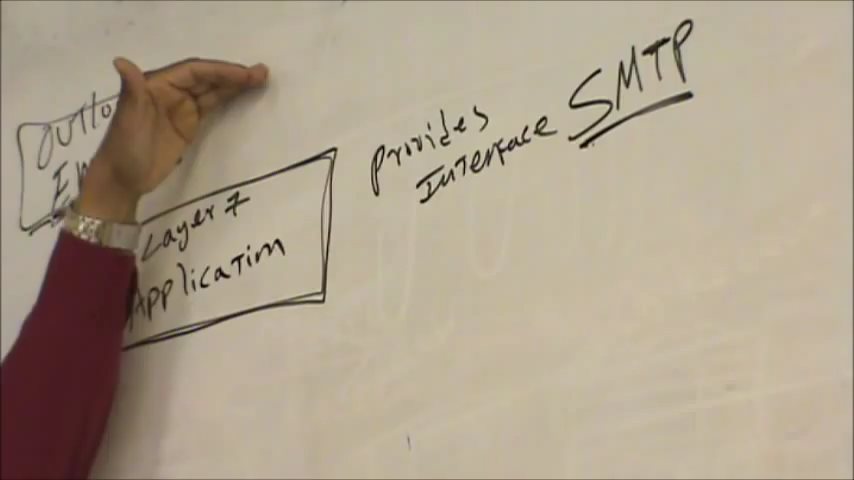 Outlo
Em
Layer 7
Application
provides
Interface SMTP